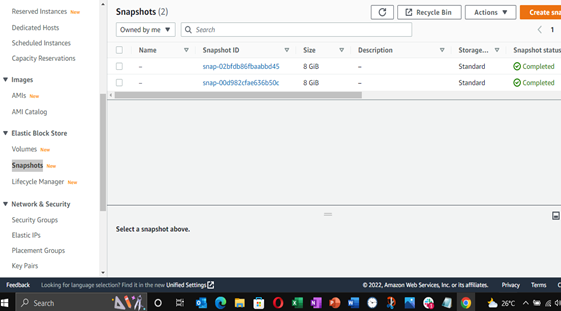 Reserved Instances New
Dedicated Hosts
Scheduled Instances
Capacity Reservations
Images
AMIs New
AMI Catalog
Elastic Block Store
Volumes New
Snapshots New
Lifecycle Manager New
Network & Security
Security Groups
Elastic IPs
Placement Groups
Key Pairs
Snapshots (2)
Recycle Bin
Actions
Create sna
Owned by me
Search
1
Name Snapshot ID Size Description Storage... Snapshot status
– snap-02bfdb86fbaabbd45 8 GiB – Standard Completed
– snap-00d982cfae636b50c 8 GiB – Standard Completed
Select a snapshot above.
Feedback Looking for language selection? Find it in the new Unified Settings © 2022, Amazon Web Services, Inc. or its affiliates. Privacy Terms C
Search 26°C